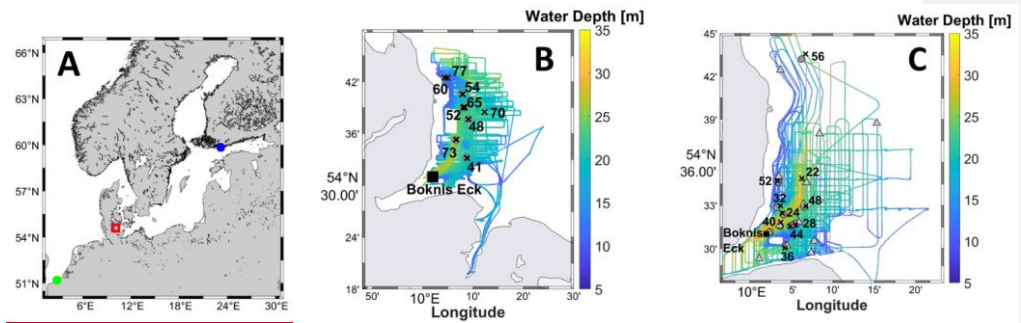 A
66°N
63°N
60°N
57°N
54°N
51°N
6°E 12°E 18°E 24°E 30°E
Water Depth [m]
B
42'
36'
54°N
30.00'
24'
18'
50' 10°E 10' 20' 30'
Longitude
77
60
54
65
52
70
48
73
41
Boknis Eck
35
30
25
20
15
10
5
Water Depth [m]
C
45'
42'
39'
54°N
36.00'
33'
30'
10°E 5' 10' 15' 20'
Longitude
56
22
52
32
48
24
40
28
44
36
Boknis
Eck
35
30
25
20
15
10
5